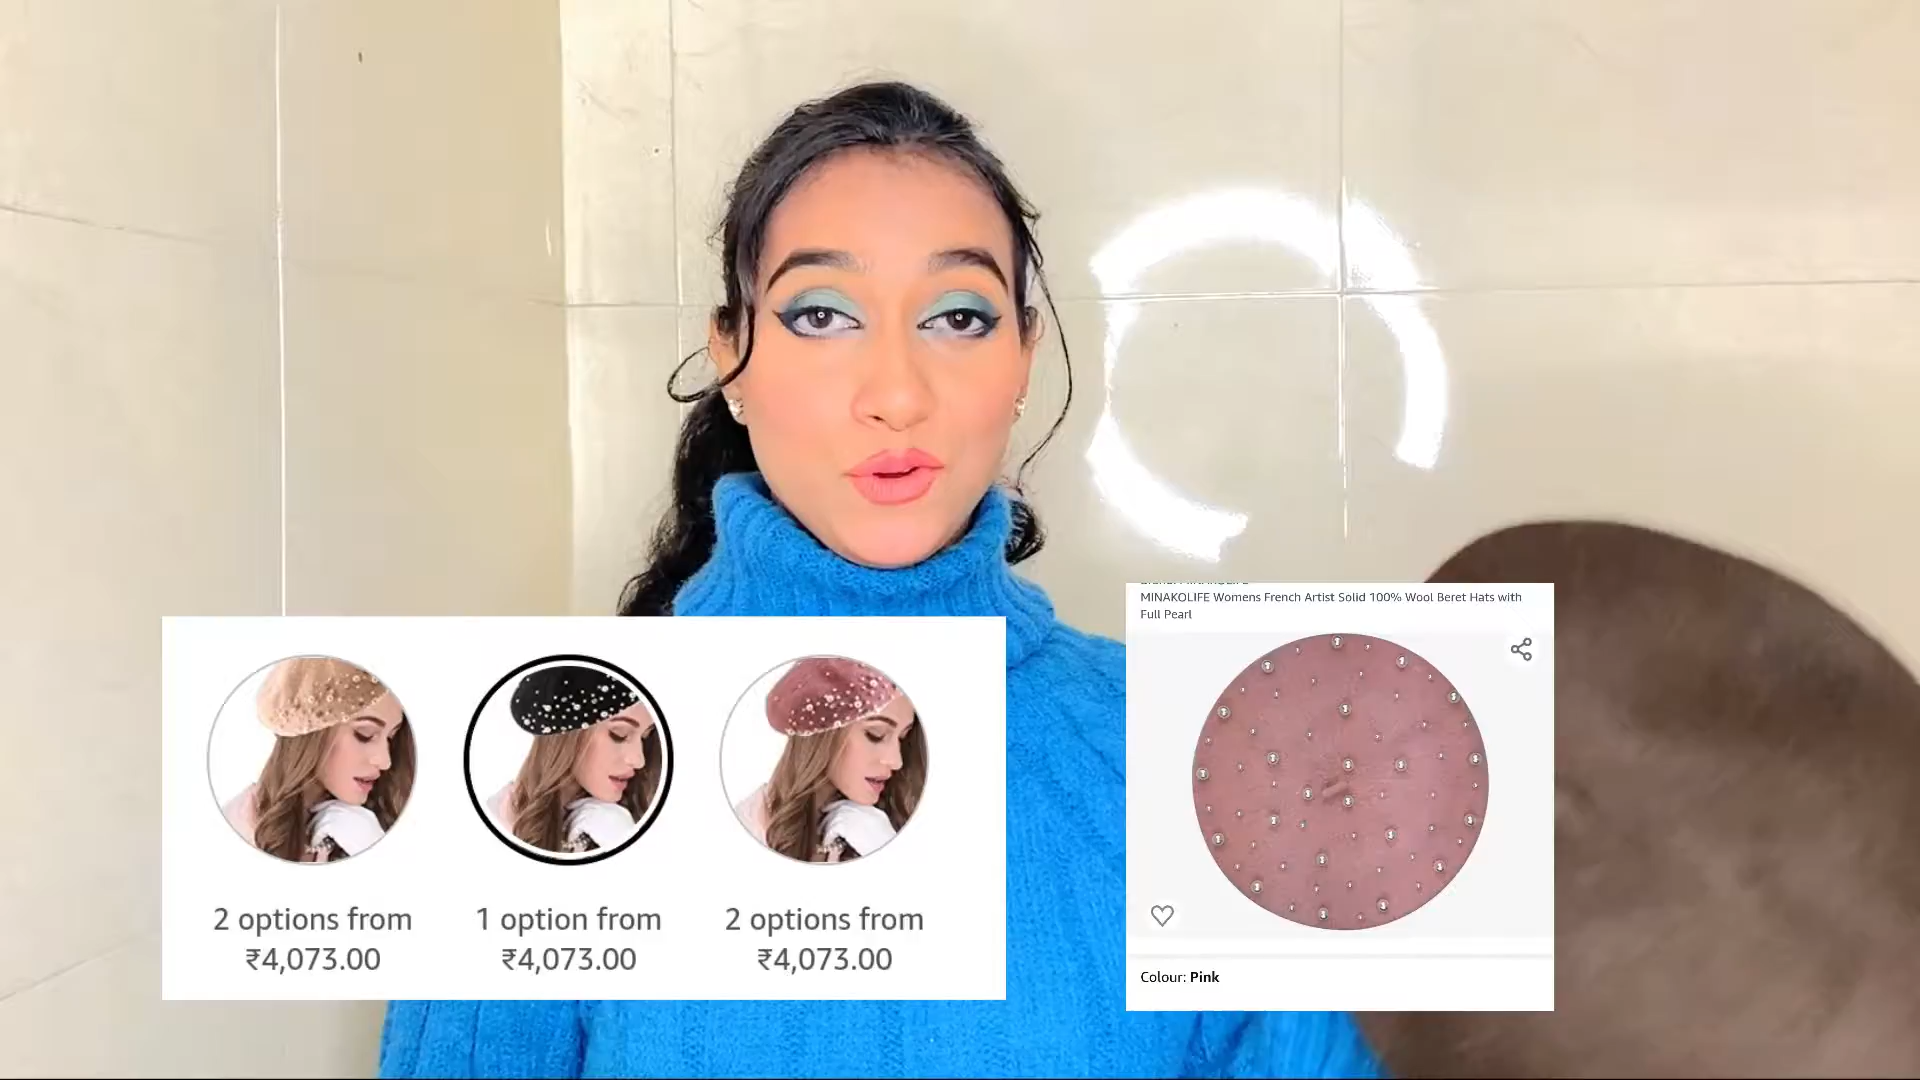 2 options from
₹4,073.00
1 option from
₹4,073.00
2 options from
₹4,073.00
MINAKOLIFE Womens French Artist Solid 100% Wool Beret Hats with
Full Pearl
Colour: Pink